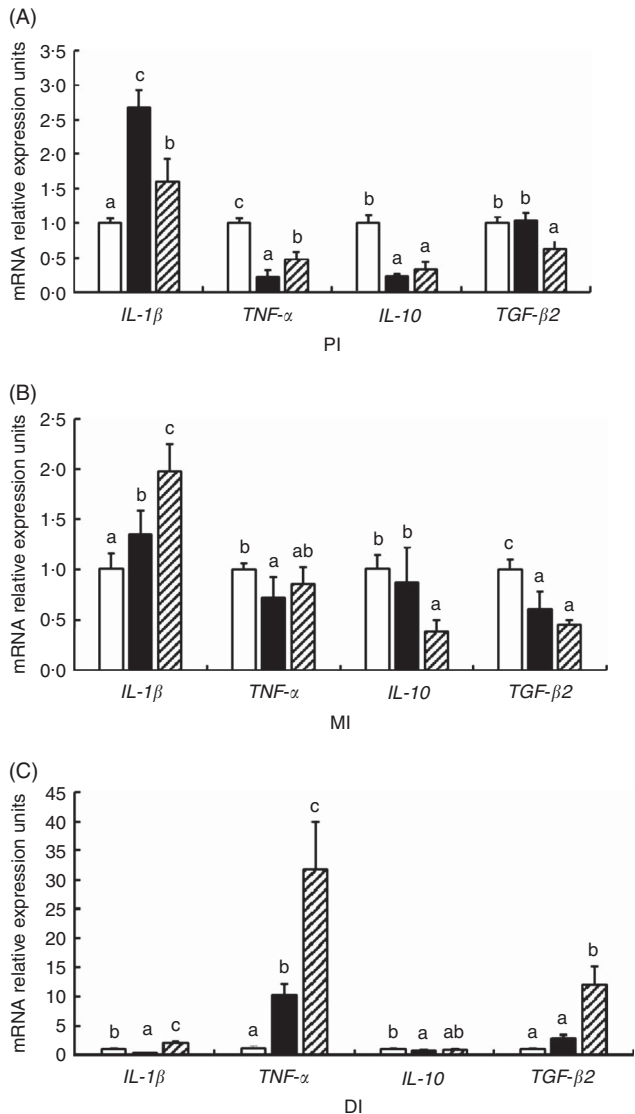 (A)
mRNA relative expression units
3·5
3·0
2·5
2·0
1·5
1·0
0·5
0·0
a
c
b
c
a
b
b
a
a
b
b
a
IL-1β
TNF-α
IL-10
TGF-β2
PI
(B)
mRNA relative expression units
2·5
2·0
1·5
1·0
0·5
0·0
a
b
c
b
a
ab
b
b
a
c
a
a
IL-1β
TNF-α
IL-10
TGF-β2
MI
(C)
mRNA relative expression units
45
40
35
30
25
20
15
10
5
0
b
a
c
a
b
c
b
a
ab
a
a
b
IL-1β
TNF-α
IL-10
TGF-β2
DI